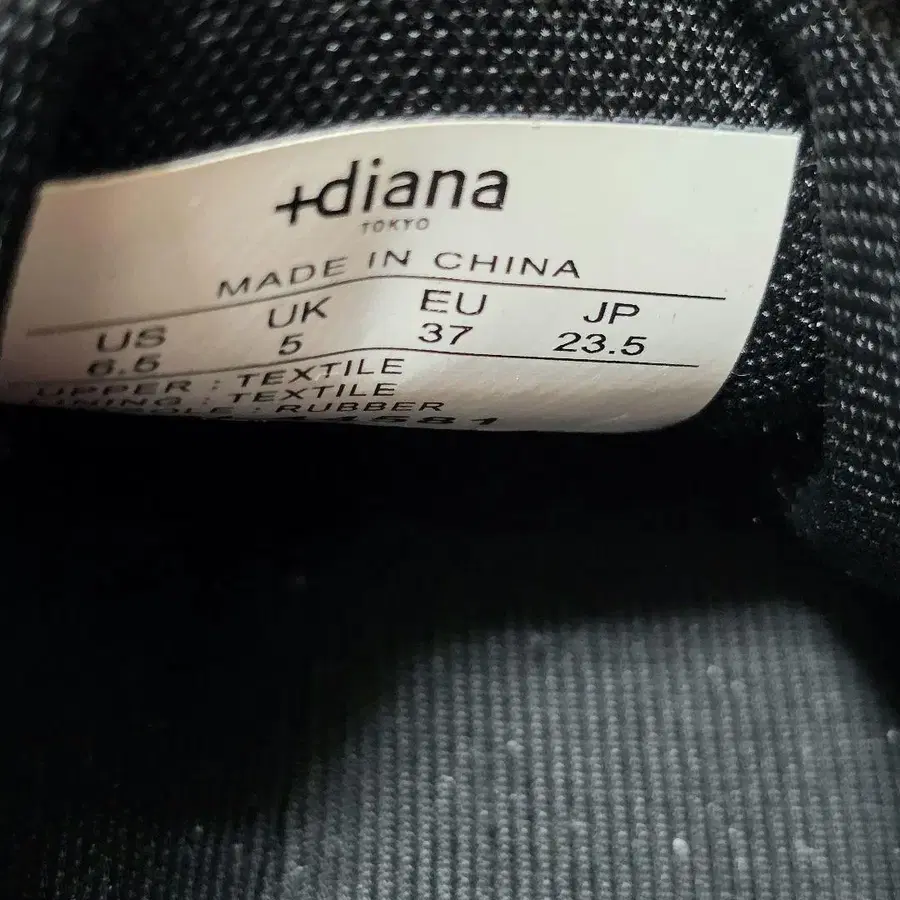 +diana
TOKYO
MADE IN CHINA
US UK EU JP
6.5 5 37 23.5
UPPER : TEXTILE
LINING : TEXTILE
: RUBBER